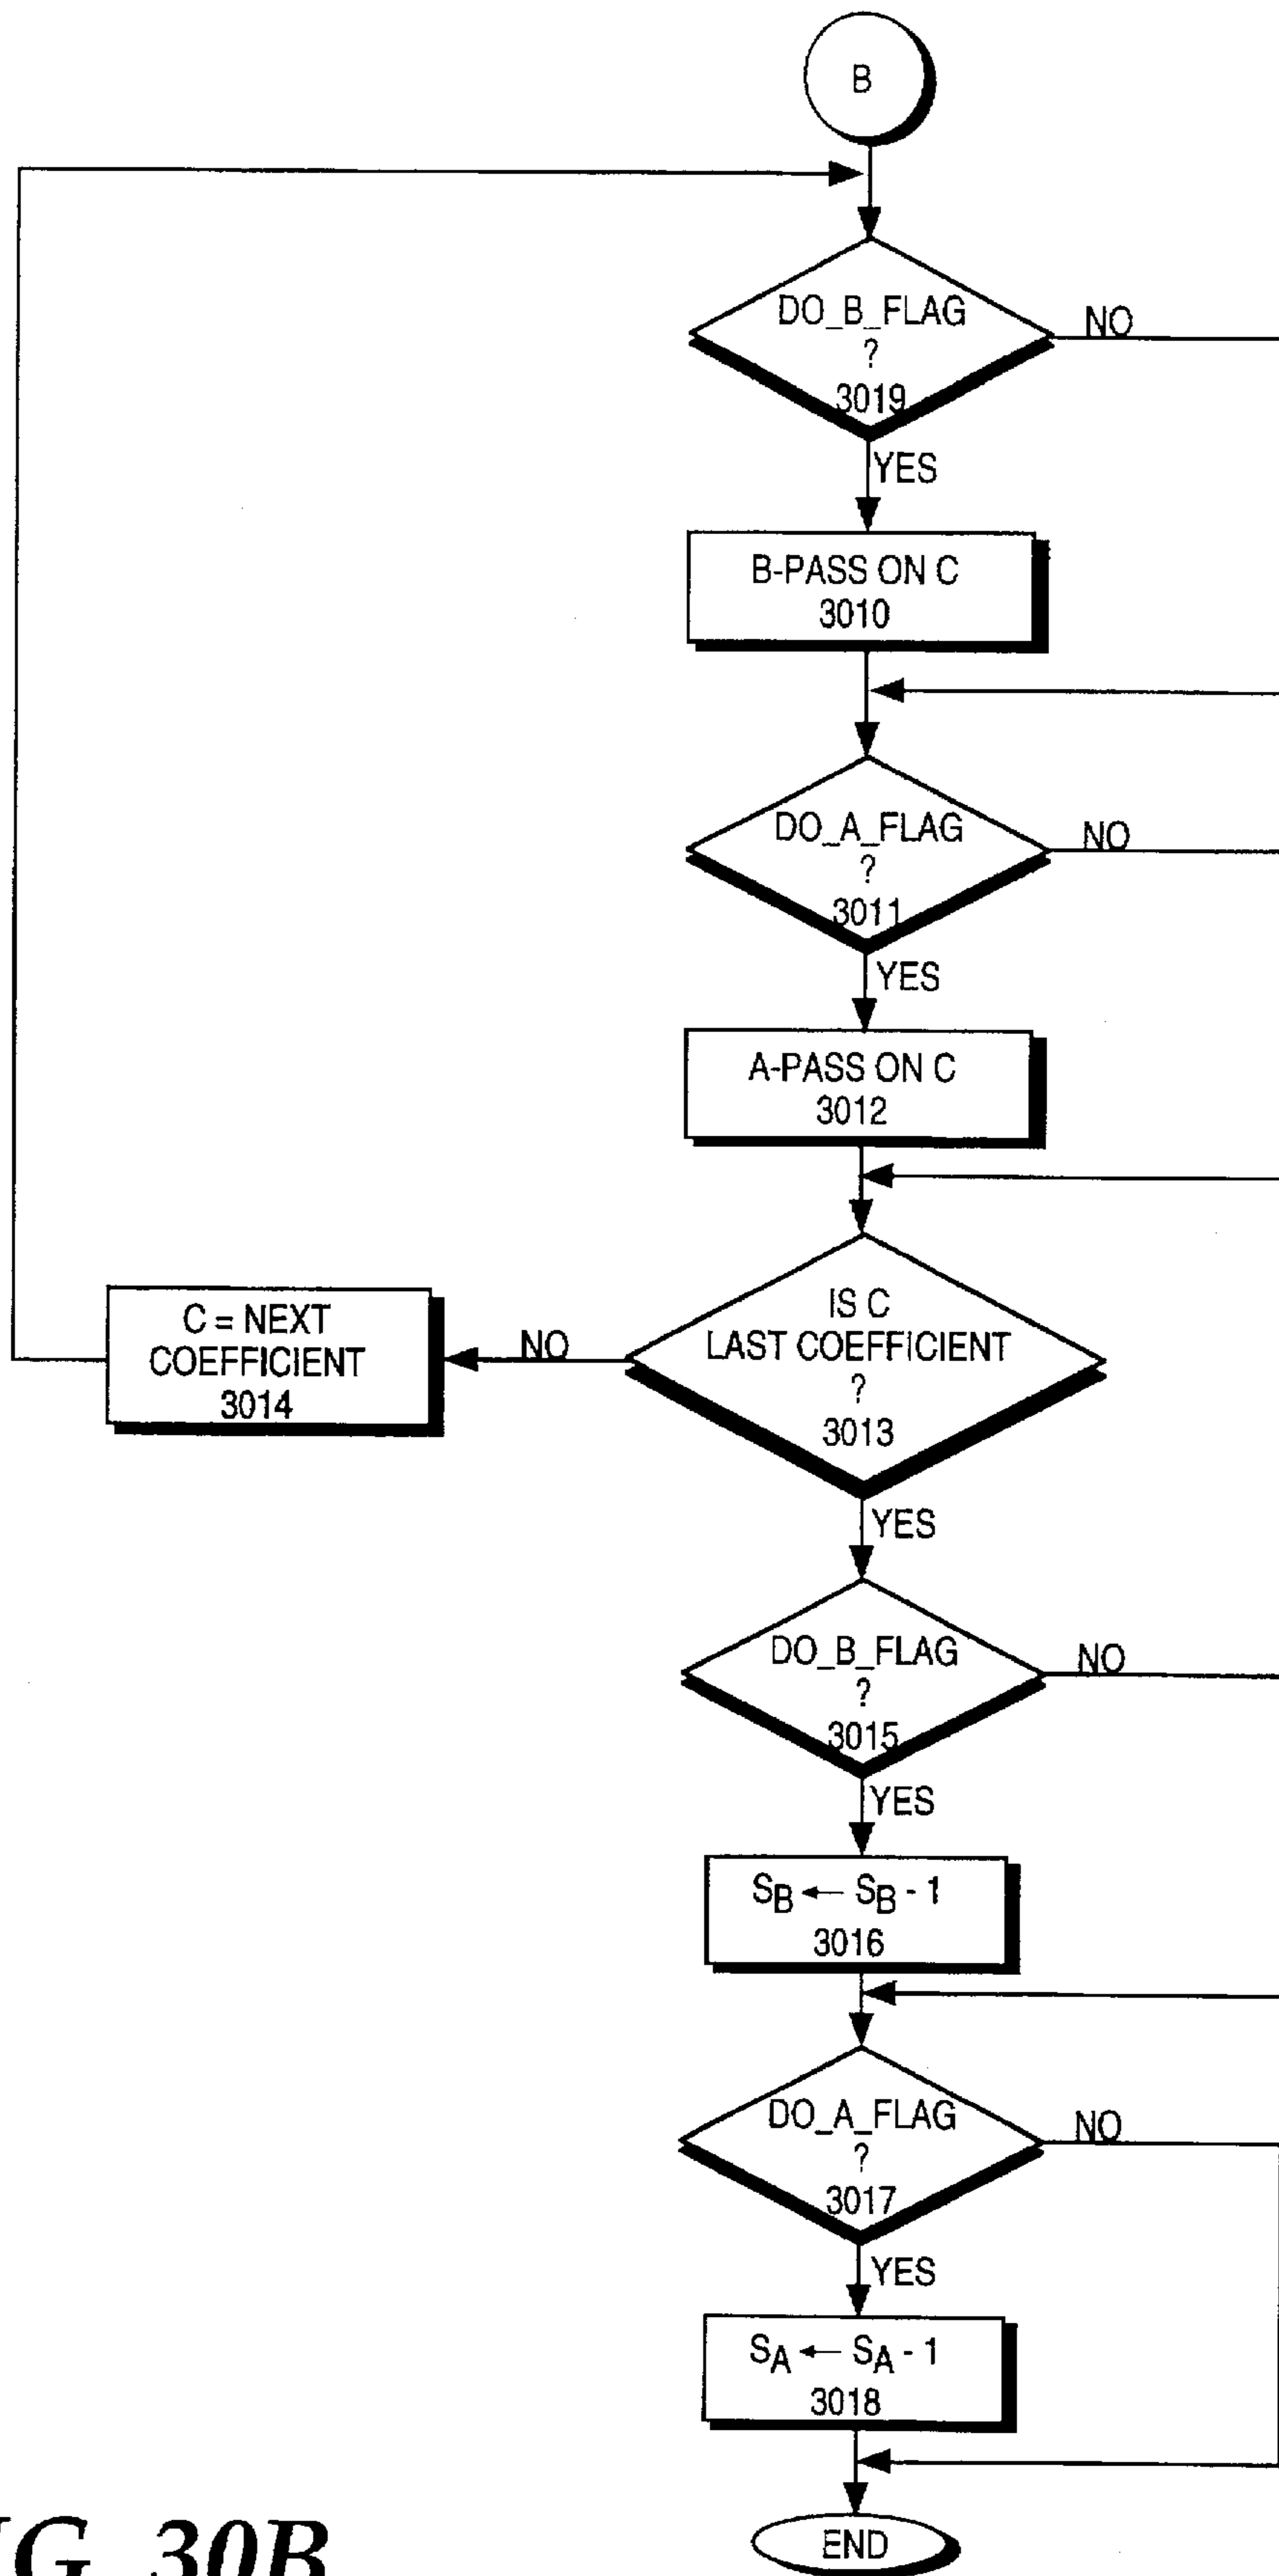 B
DO_B_FLAG
?
3019
NO
YES
B-PASS ON C
3010
DO_A_FLAG
?
3011
NO
YES
A-PASS ON C
3012
IS C
LAST COEFFICIENT
?
3013
NO
C = NEXT
COEFFICIENT
3014
YES
DO_B_FLAG
?
3015
NO
YES
SB ← SB - 1
3016
DO_A_FLAG
?
3017
NO
YES
SA ← SA - 1
3018
END
30B